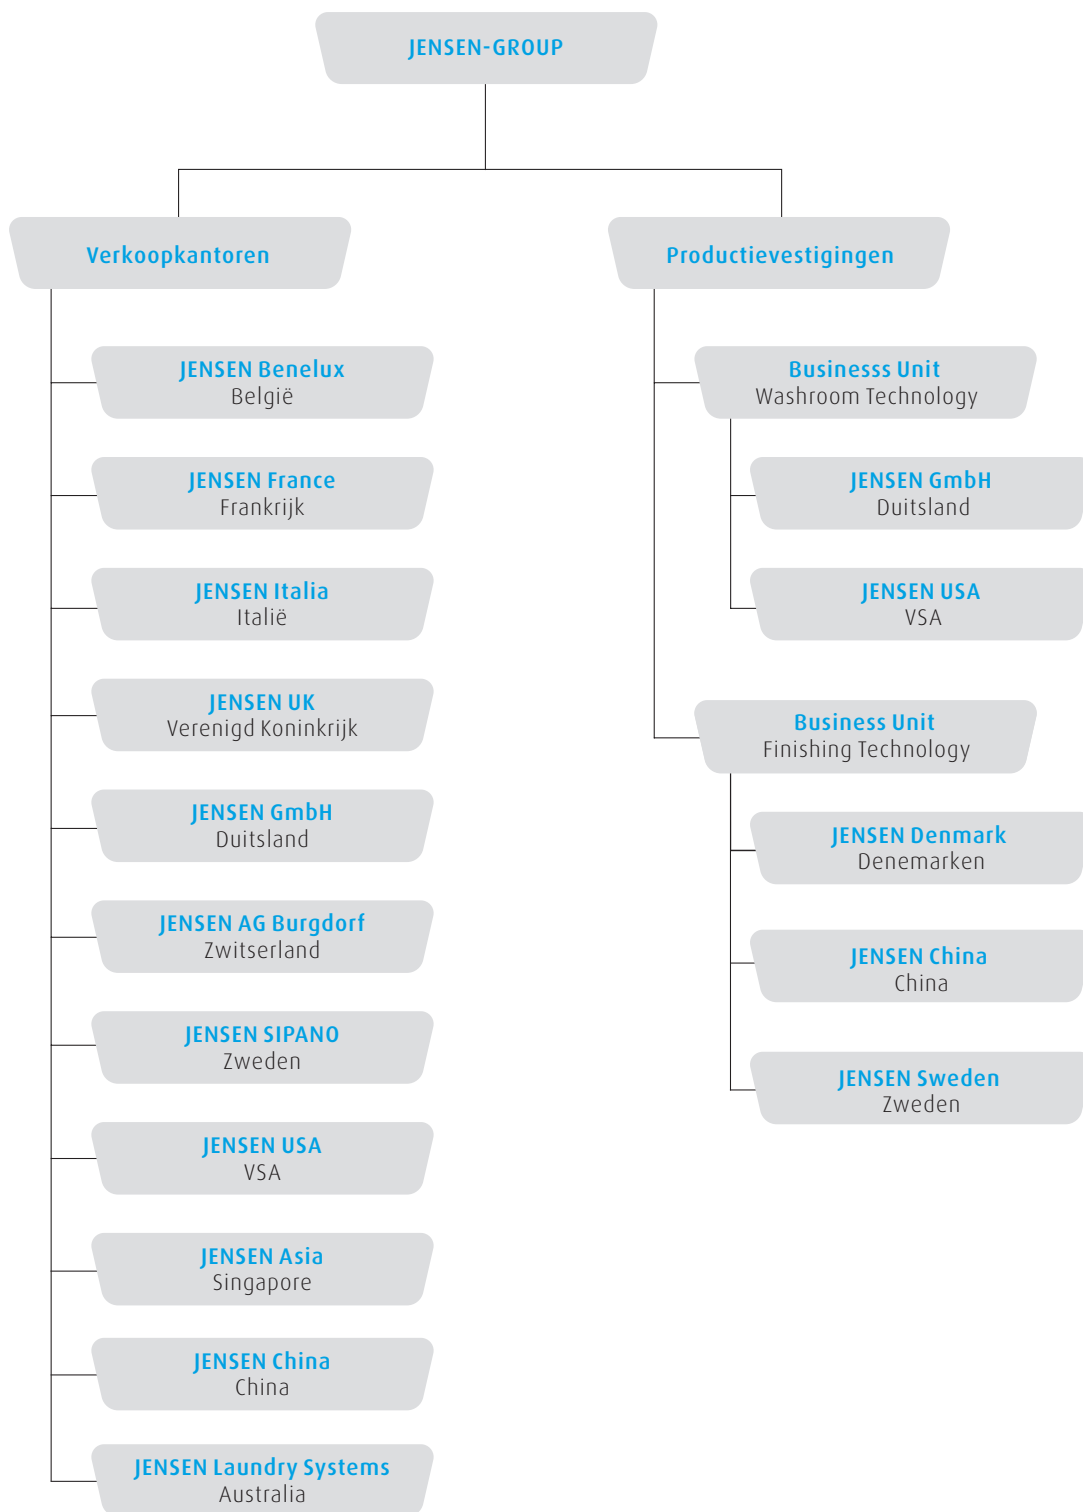 JENSEN-GROUP
Verkoopkantoren
JENSEN Benelux
België
JENSEN France
Frankrijk
JENSEN Italia
Italië
JENSEN UK
Verenigd Koninkrijk
JENSEN GmbH
Duitsland
JENSEN AG Burgdorf
Zwitserland
JENSEN SIPANO
Zweden
JENSEN USA
VSA
JENSEN Asia
Singapore
JENSEN China
China
JENSEN Laundry Systems
Australia
Productievestigingen
Businesss Unit
Washroom Technology
JENSEN GmbH
Duitsland
JENSEN USA
VSA
Business Unit
Finishing Technology
JENSEN Denmark
Denemarken
JENSEN China
China
JENSEN Sweden
Zweden